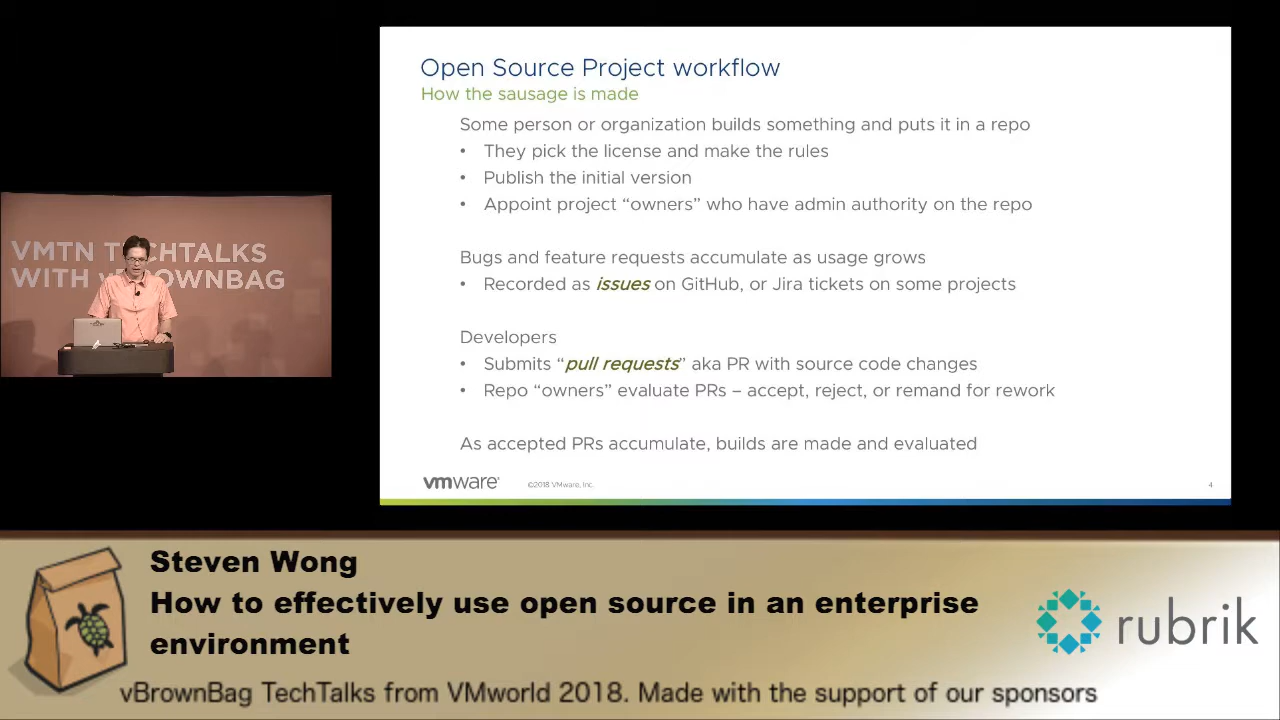 Open Source Project workflow
How the sausage is made
Some person or organization builds something and puts it in a repo
• They pick the license and make the rules
• Publish the initial version
• Appoint project “owners” who have admin authority on the repo
Bugs and feature requests accumulate as usage grows
• Recorded as issues on GitHub, or Jira tickets on some projects
Developers
• Submits “pull requests” aka PR with source code changes
• Repo “owners” evaluate PRs – accept, reject, or remand for rework
As accepted PRs accumulate, builds are made and evaluated
vmware®
©2018 VMware, Inc.
4
VMTN TECHTALKS
WITH vBROWNBAG
Steven Wong
How to effectively use open source in an enterprise
environment
rubrik
vBrownBag TechTalks from VMworld 2018. Made with the support of our sponsors